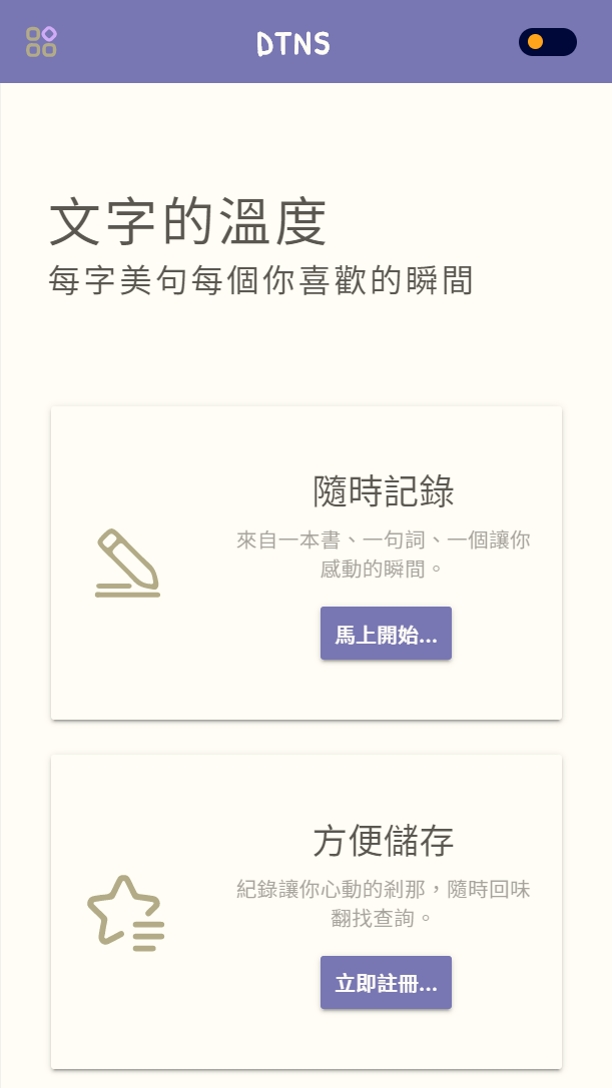 DTNS
文字的溫度
每字美句每個你喜歡的瞬間
隨時記錄
來自一本書、一句詞、一個讓你
感動的瞬間。
馬上開始...
方便儲存
紀錄讓你心動的剎那，隨時回味
翻找查詢。
立即註冊...